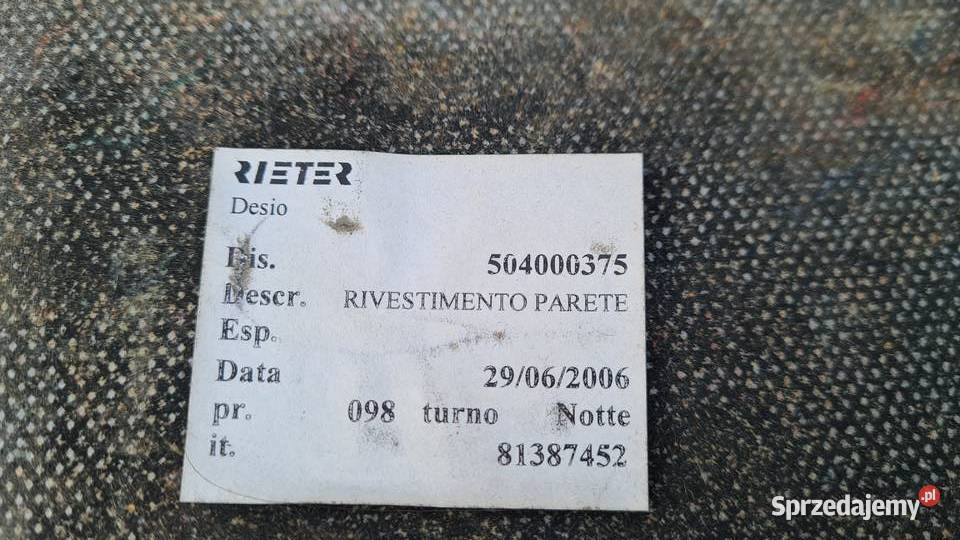 RIETER
Desio
Dis. 504000375
Descr. RIVESTIMENTO PARETE
Esp.
Data 29/06/2006
pr. 098 turno Notte
it. 81387452
Sprzedajemy.pl